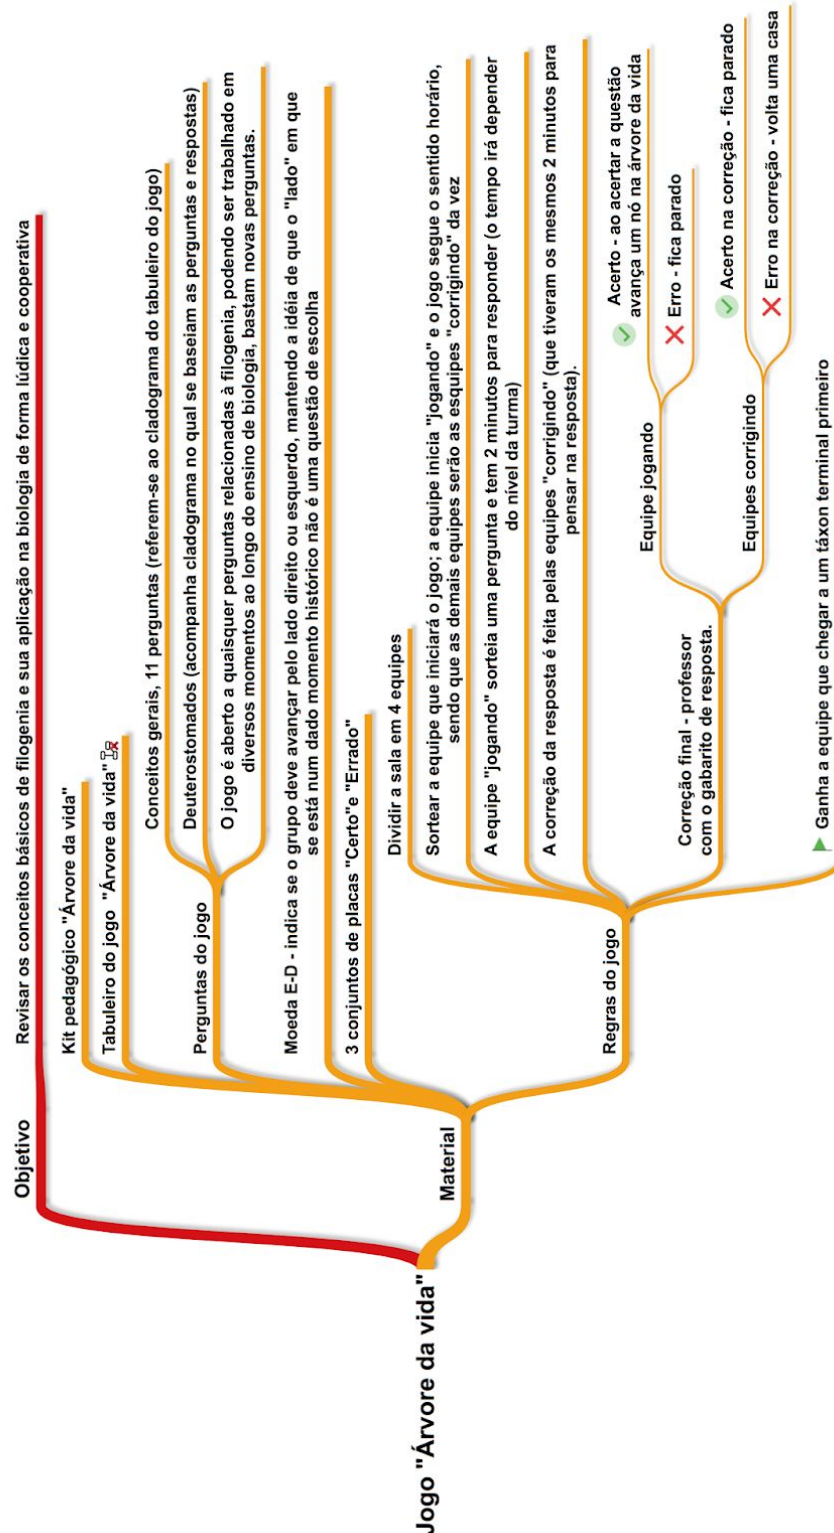 Jogo "Árvore da vida"
Objetivo
Revisar os conceitos básicos de filogenia e sua aplicação na biologia de forma lúdica e cooperativa
Material
Kit pedagógico "Árvore da vida"
Tabuleiro do jogo "Árvore da vida"
Perguntas do jogo
Conceitos gerais, 11 perguntas (referem-se ao cladograma do tabuleiro do jogo)
Deuterostomados (acompanha cladograma no qual se baseiam as perguntas e respostas)
O jogo é aberto a quaisquer perguntas relacionadas à filogenia, podendo ser trabalhado em
diversos momentos ao longo do ensino de biologia, bastam novas perguntas.
Moeda E-D - indica se o grupo deve avançar pelo lado direito ou esquerdo, mantendo a idéia de que o "lado" em que
se está num dado momento histórico não é uma questão de escolha
3 conjuntos de placas "Certo"e "Errado"
Regras do jogo
Dividir a sala em 4 equipes
Sortear a equipe que iniciará o jogo; a equipe inicia "jogando" e o jogo segue o sentido horário,
sendo que as demais equipes serão as esquipes "corrigindo" da vez
A equipe "jogando" sorteia uma pergunta e tem 2 minutos para responder (o tempo irá depender
do nível da turma)
A correção da resposta é feita pelas equipes "corrigindo" (que tiveram os mesmos 2 minutos para
pensar na resposta).
Correção final - professor
com o gabarito de resposta.
Equipe jogando
Acerto - ao acertar a questão
avança um nó na árvore da vida
Erro - fica parado
Equipes corrigindo
Acerto na correção - fica parado
Erro na correção - volta uma casa
Ganha a equipe que chegar a um táxon terminal primeiro